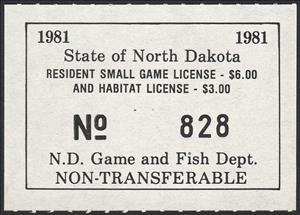 1981 1981
State of North Dakota
RESIDENT SMALL GAME LICENSE - $6.00
AND HABITAT LICENSE - $3.00
No 828
N.D. Game and Fish Dept.
NON-TRANSFERABLE